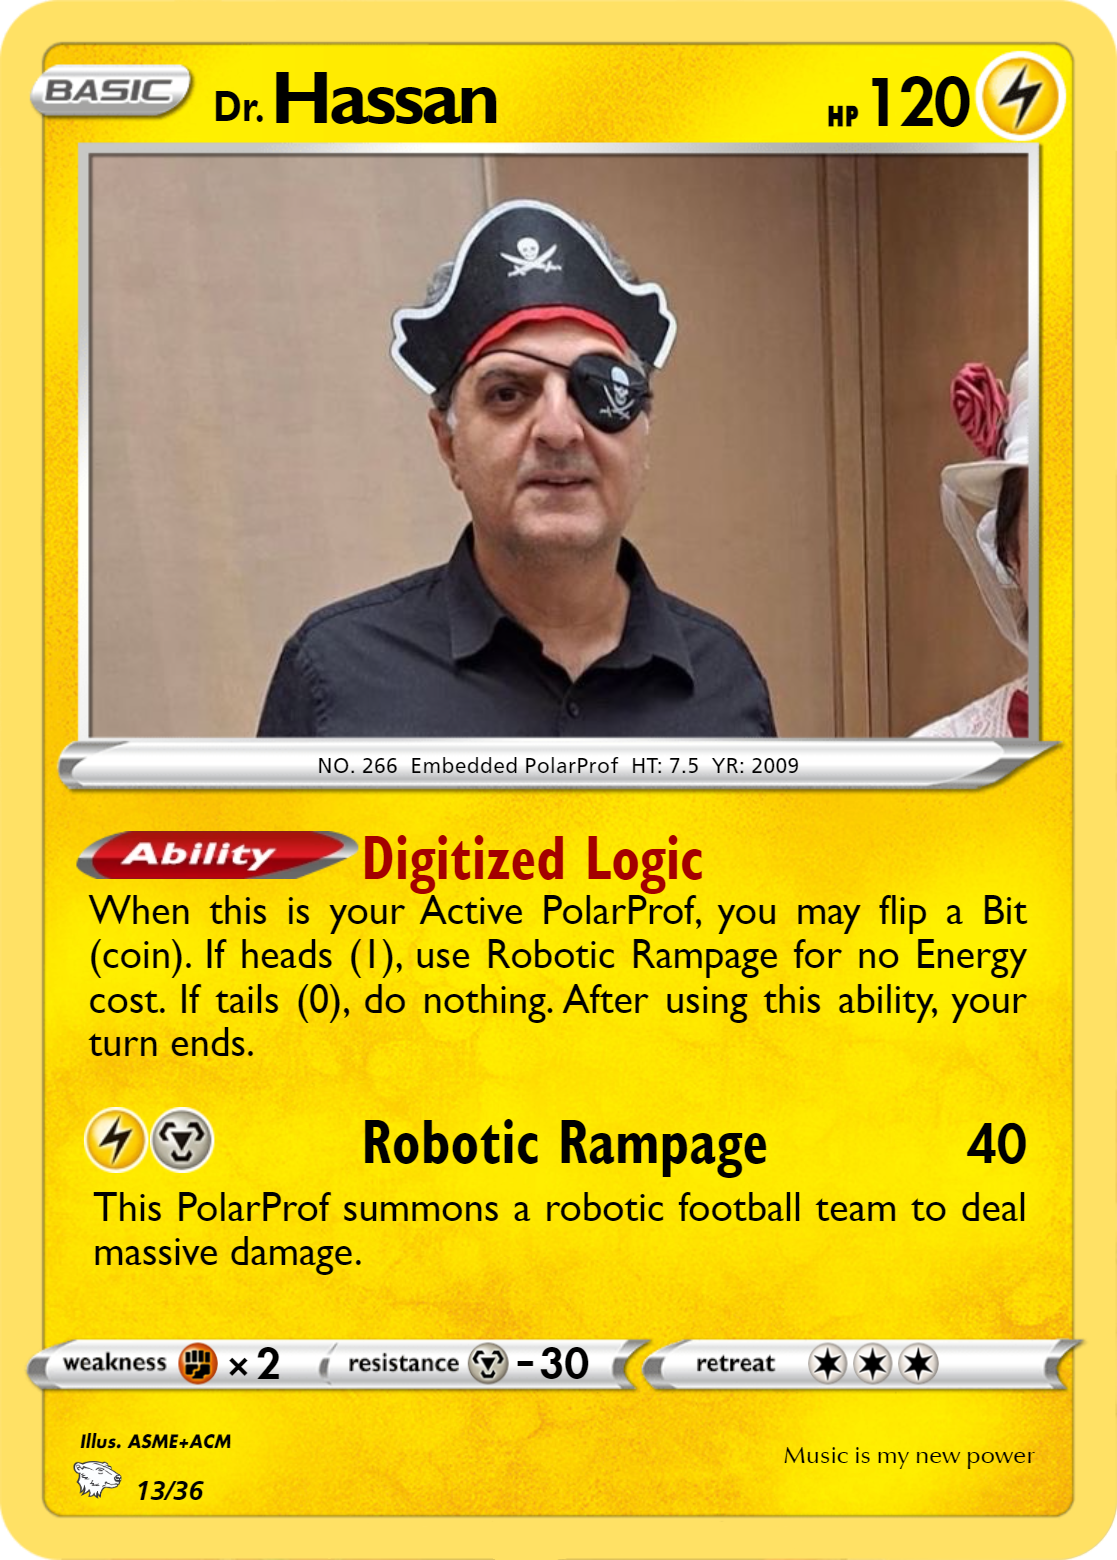 BASIC Dr. Hassan HP 120
NO. 266 Embedded PolarProf HT: 7.5 YR: 2009
Ability Digitized Logic
When this is your Active PolarProf, you may flip a Bit
(coin). If heads (1), use Robotic Rampage for no Energy
cost. If tails (0), do nothing. After using this ability, your
turn ends.
Robotic Rampage 40
This PolarProf summons a robotic football team to deal
massive damage.
weakness ×2 resistance -30 retreat
Illus. ASME+ACM
Music is my new power
13/36